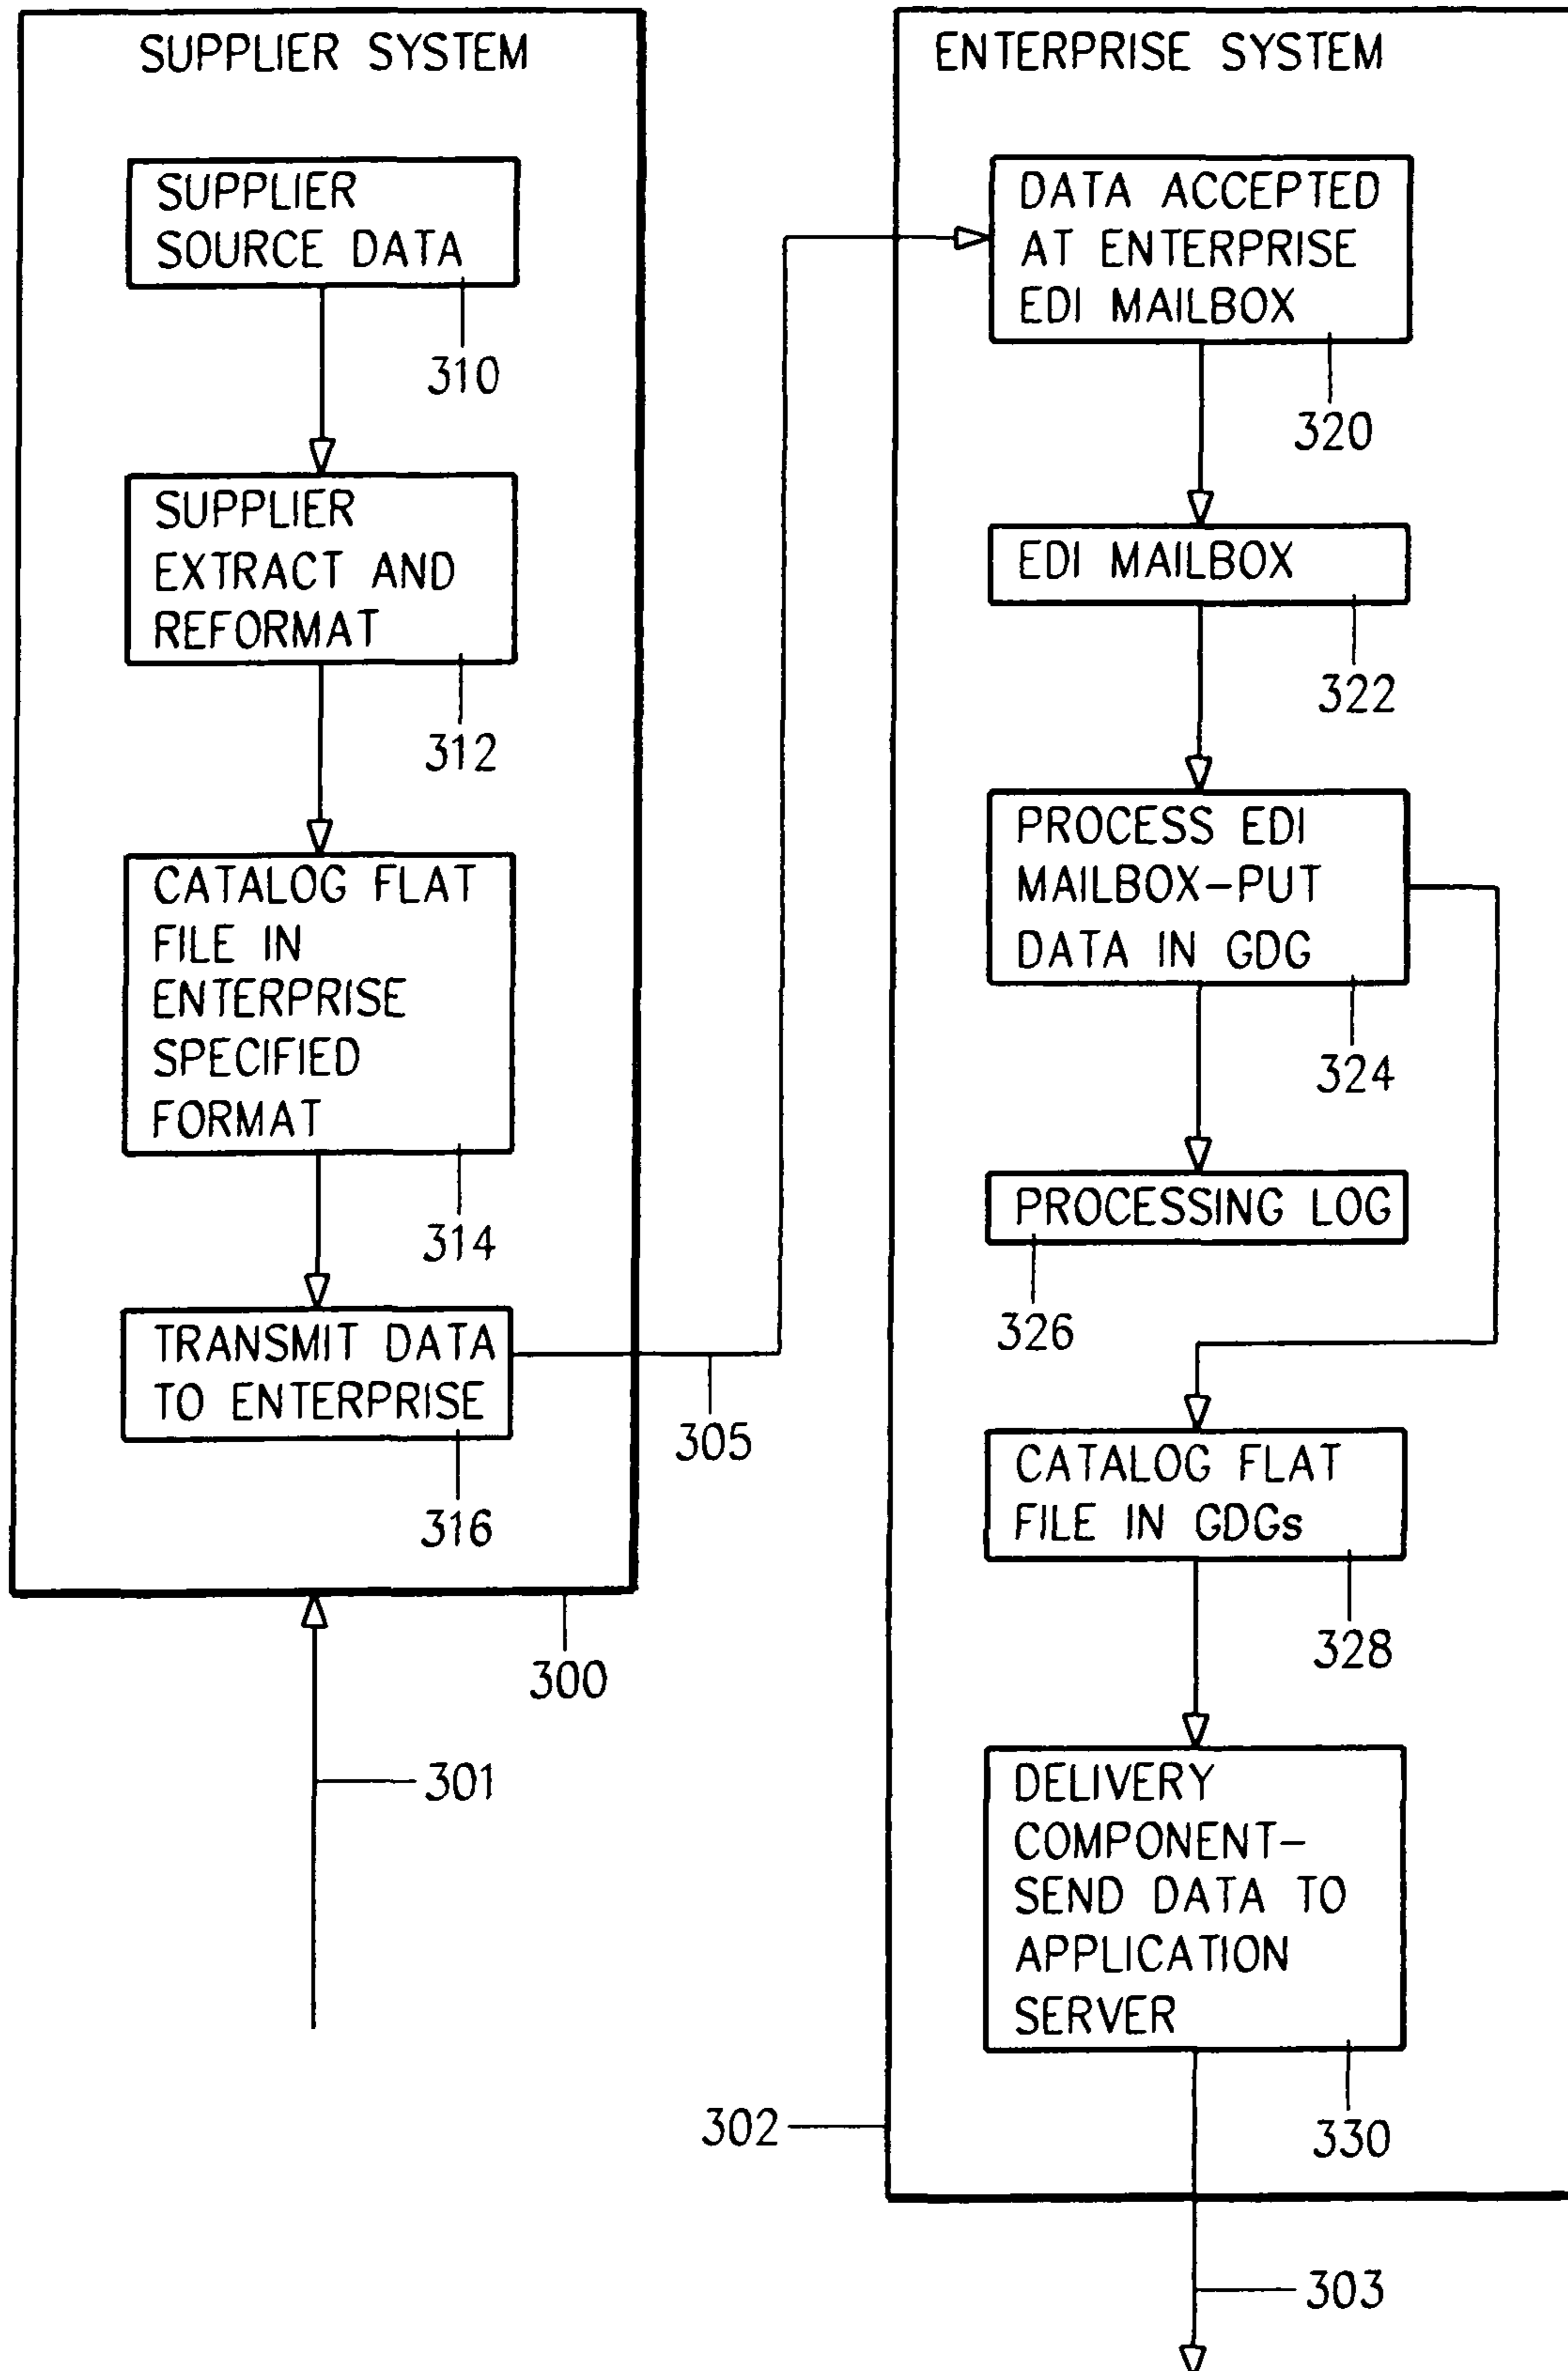 SUPPLIER SYSTEM
SUPPLIER
SOURCE DATA
310
SUPPLIER
EXTRACT AND
REFORMAT
312
CATALOG FLAT
FILE IN
ENTERPRISE
SPECIFIED
FORMAT
314
TRANSMIT DATA
TO ENTERPRISE
316
305
300
301
ENTERPRISE SYSTEM
DATA ACCEPTED
AT ENTERPRISE
EDI MAILBOX
320
EDI MAILBOX
322
PROCESS EDI
MAILBOX-PUT
DATA IN GDG
324
PROCESSING LOG
326
CATALOG FLAT
FILE IN GDGs
328
DELIVERY
COMPONENT-
SEND DATA TO
APPLICATION
SERVER
330
302
303